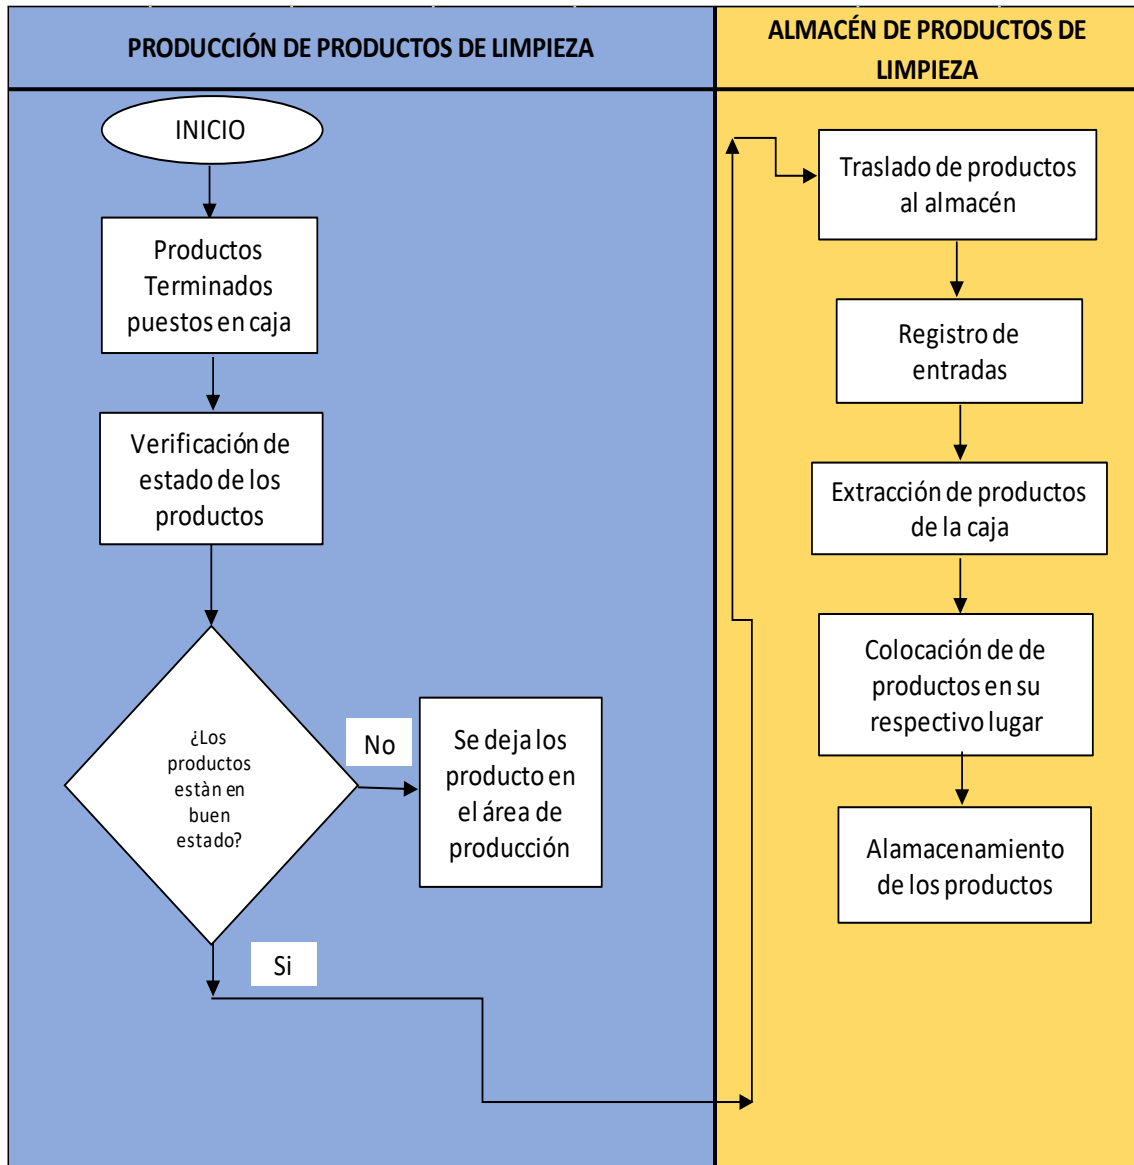 PRODUCCIÓN DE PRODUCTOS DE LIMPIEZA
ALMACÉN DE PRODUCTOS DE
LIMPIEZA
INICIO
Productos
Terminados
puestos en caja
Verificación de
estado de los
productos
¿Los
productos
estàn en
buen
estado?
No
Se deja los
producto en
el área de
producción
Si
Traslado de productos
al almacén
Registro de
entradas
Extracción de productos
de la caja
Colocación de de
productos en su
respectivo lugar
Alamacenamiento
de los productos